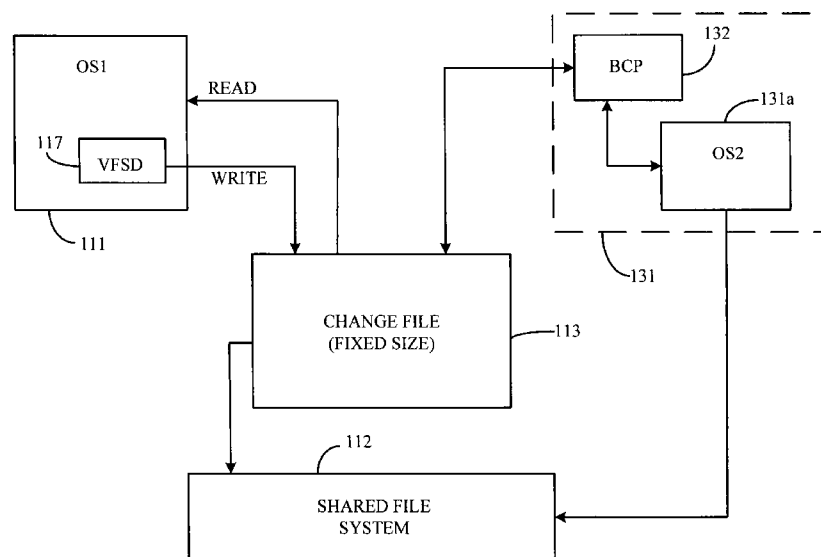 OS1
READ
117
VFSD
WRITE
111
132
BCP
131a
OS2
131
CHANGE FILE
(FIXED SIZE)
113
112
SHARED FILE
SYSTEM